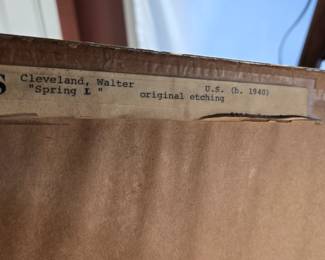 S
Cleveland, Walter U.S. (b. 1940)
"Spring I " original etching